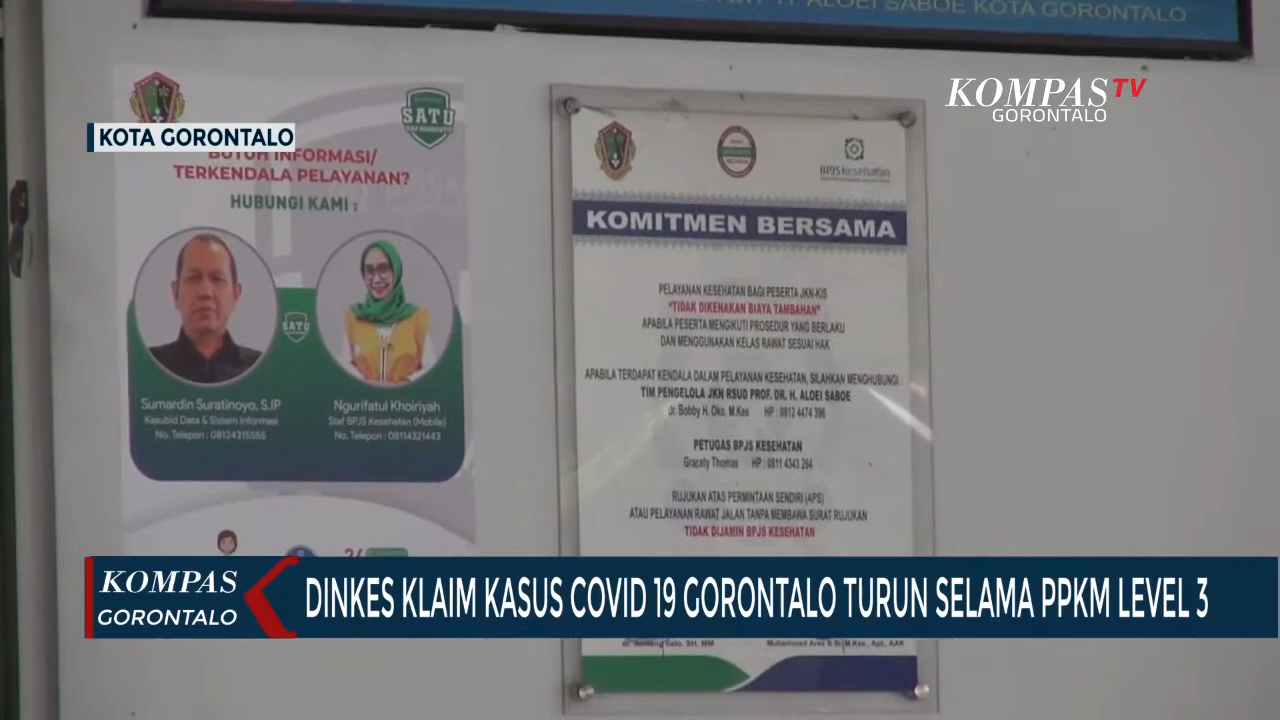 H. ALOEI SABOE KOTA GORONTALO
KOMPAS TV
GORONTALO
KOTA GORONTALO
SATU
BUTUH INFORMASI/
TERKENDALA PELAYANAN?
HUBUNGI KAMI :
SATU
Sumardin Suratinoyo, S.IP
Kasubid Data & Sistem Informasi
No. Telepon : 08124315555
Ngurifatul Khoiriyah
Staf BPJS Kesehatan (Mobile)
No. Telepon : 08114321443
BPJS Kesehatan
KOMITMEN BERSAMA
PELAYANAN KESEHATAN BAGI PESERTA JKN-KIS
"TIDAK DIKENAKAN BIAYA TAMBAHAN"
APABILA PESERTA MENGIKUTI PROSEDUR YANG BERLAKU
DAN MENGGUNAKAN KELAS RAWAT SESUAI HAK
APABILA TERDAPAT KENDALA DALAM PELAYANAN KESEHATAN, SILAHKAN MENGHUBUNGI :
TIM PENGELOLA JKN RSUD PROF. DR. H. ALOEI SABOE
dr. Bobby H. Oko, M.Kes HP : 0812 4474 396
PETUGAS BPJS KESEHATAN
Gracety Thomas HP : 0811 4343 264
RUJUKAN ATAS PERMINTAAN SENDIRI (APS)
ATAU PELAYANAN RAWAT JALAN TANPA MEMBAWA SURAT RUJUKAN
TIDAK DIJAMIN BPJS KESEHATAN
KOMPAS
GORONTALO
DINKES KLAIM KASUS COVID 19 GORONTALO TURUN SELAMA PPKM LEVEL 3